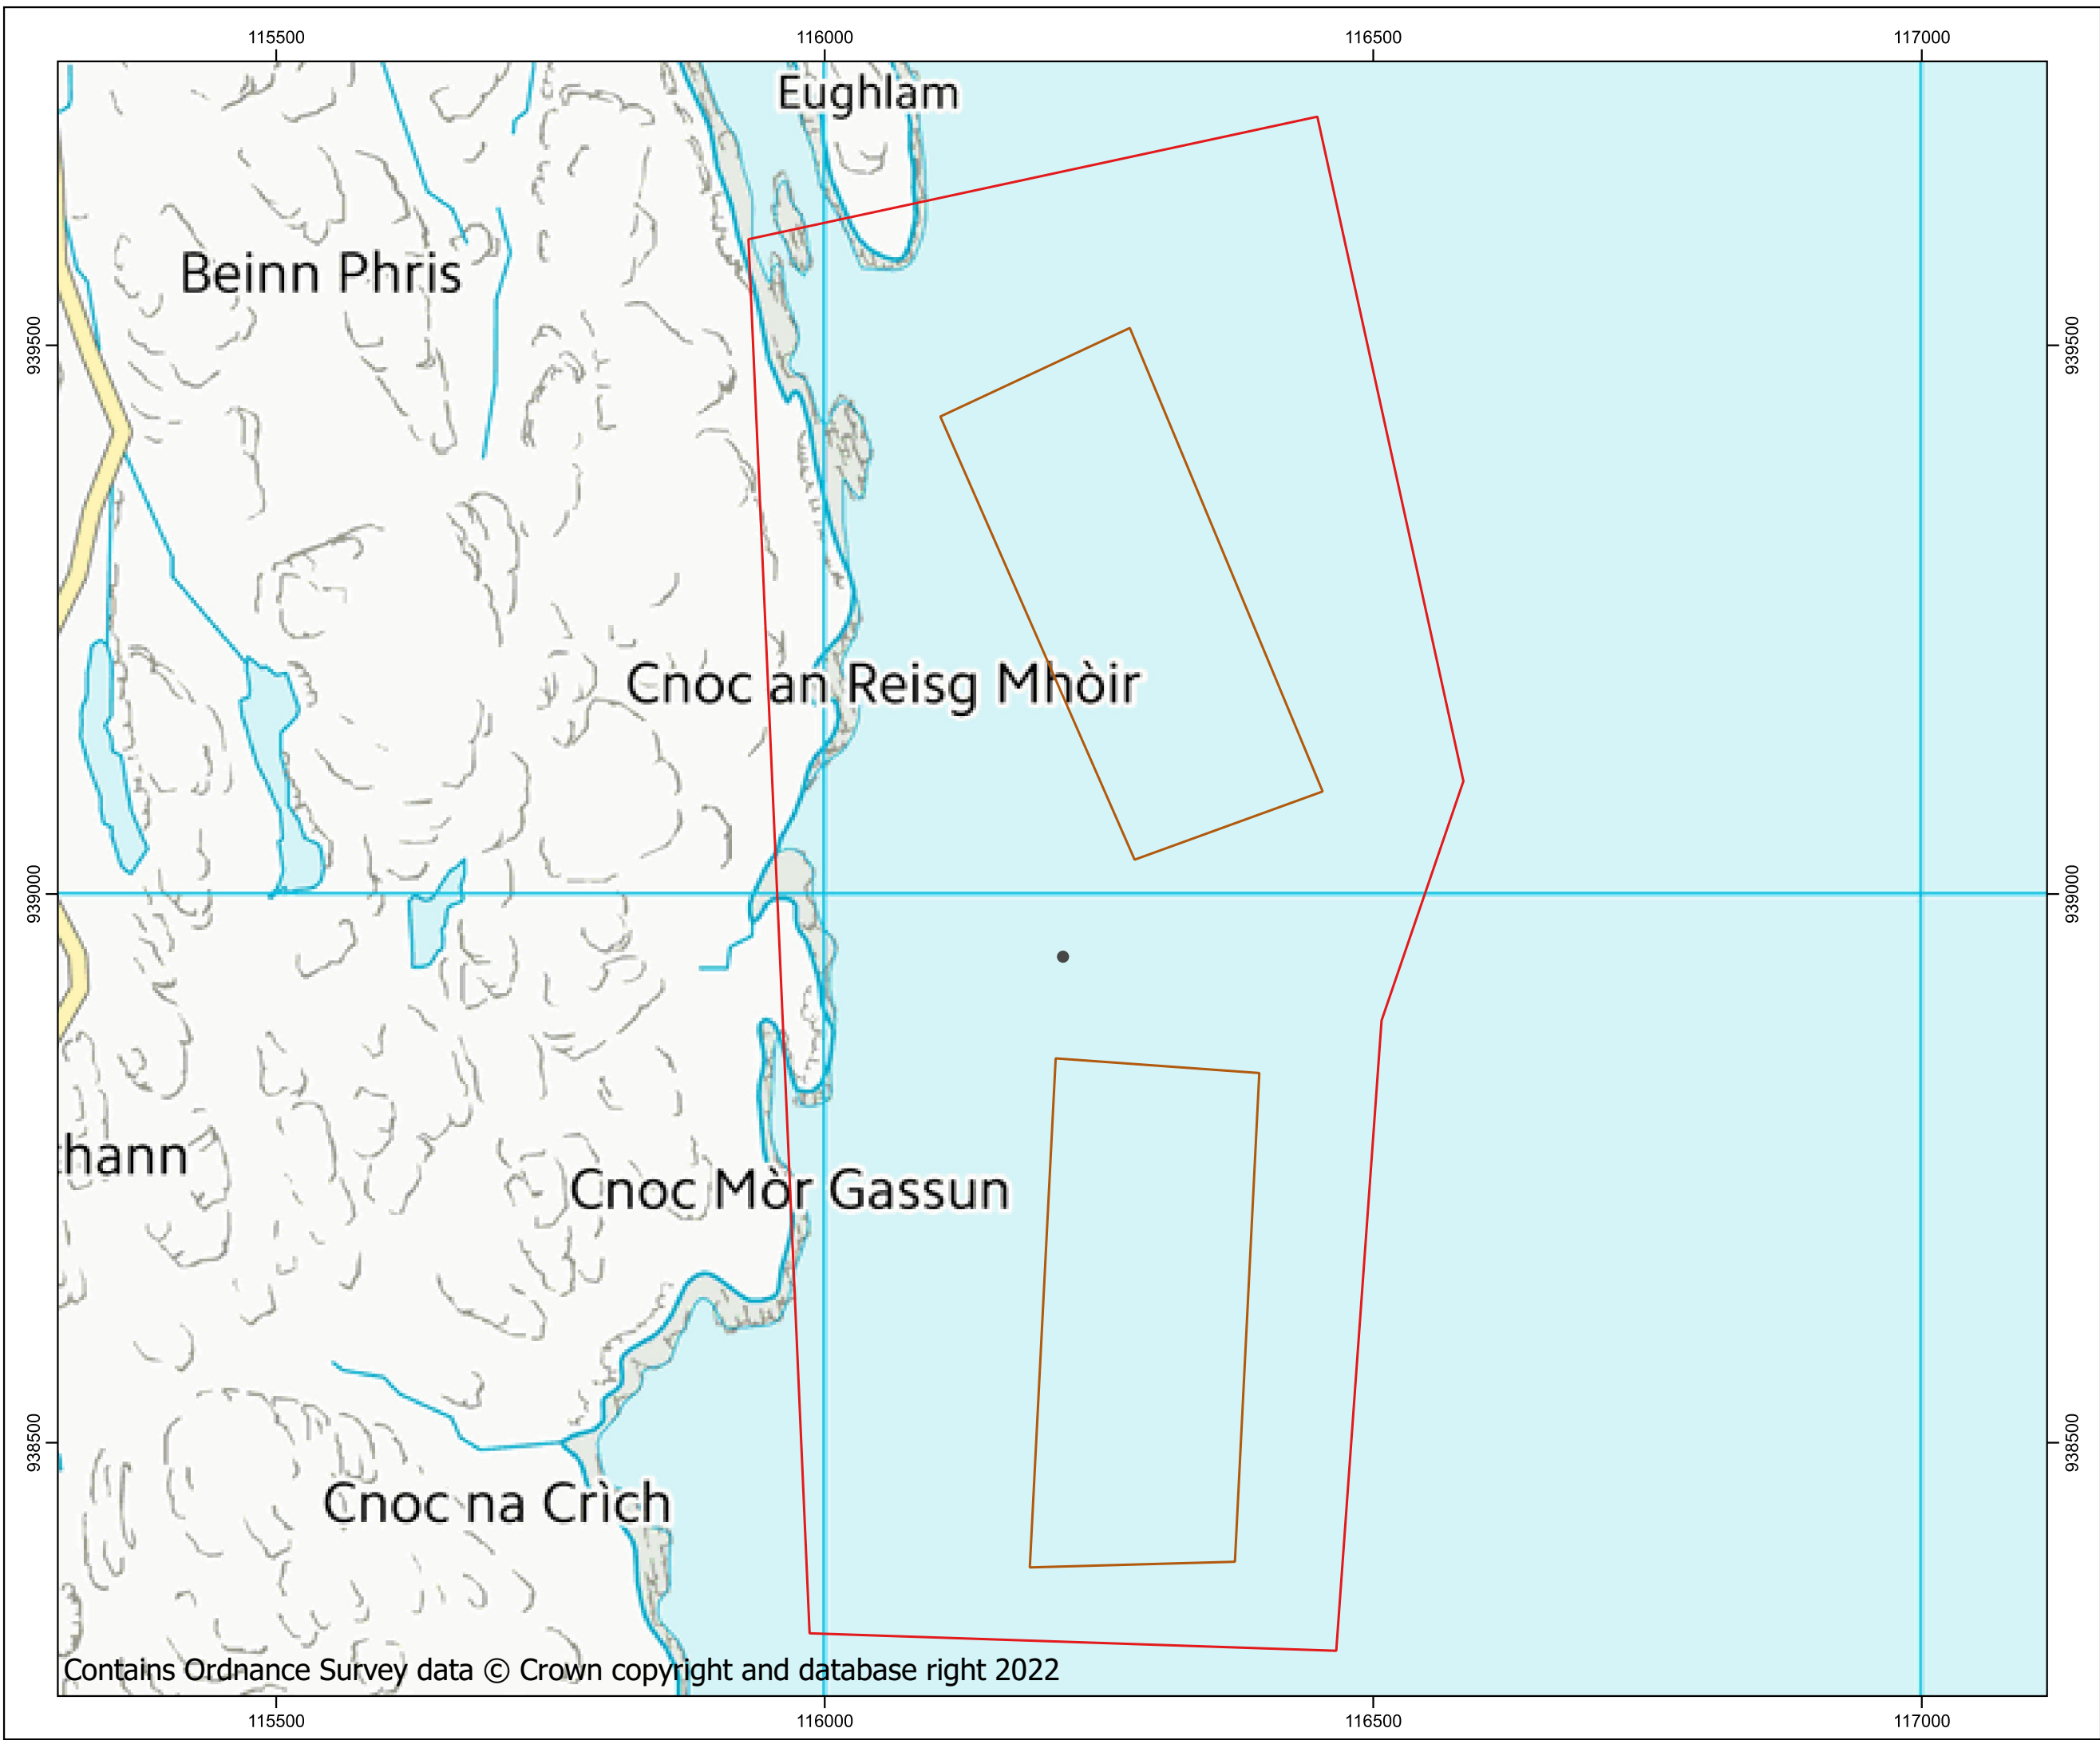 115500 116000 116500 117000
Eughlam
Beinn Phris
939500 939500
Cnoc an Reisg Mhòir
939000 939000
hann
Cnoc Mòr Gassun
938500 938500
Cnoc na Crìch
Contains Ordnance Survey data © Crown copyright and database right 2022
115500 116000 116500 117000